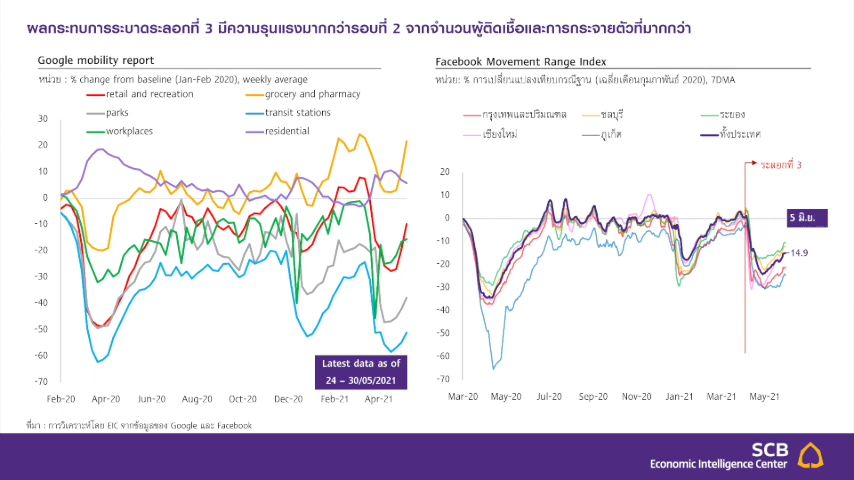 ผลกระทบการระบาดระลอกที่ 3 มีความรุนแรงมากกว่ารอบที่ 2 จากจำนวนผู้ติดเชื้อและการกระจายตัวที่มากกว่า
Google mobility report
หน่วย : % change from baseline (Jan-Feb 2020), weekly average
retail and recreation
grocery and pharmacy
parks
transit stations
workplaces
residential
30
20
10
0
-10
-20
-30
-40
-50
-60
-70
Feb-20 Apr-20 Jun-20 Aug-20 Oct-20 Dec-20 Feb-21 Apr-21
Latest data as of
24 – 30/05/2021
Facebook Movement Range Index
หน่วย: % การเปลี่ยนแปลงเทียบกรณีฐาน (เฉลี่ยเดือนกุมภาพันธ์ 2020), 7DMA
กรุงเทพและปริมณฑล
ชลบุรี
ระยอง
เชียงใหม่
ภูเก็ต
ทั้งประเทศ
ระลอกที่ 3
20
10
0
-10
-20
-30
-40
-50
-60
-70
5 มิ.ย.
-14.9
Mar-20 May-20 Jul-20 Sep-20 Nov-20 Jan-21 Mar-21 May-21
ที่มา : การวิเคราะห์โดย EIC จากข้อมูลของ Google และ Facebook
SCB
Economic Intelligence Center